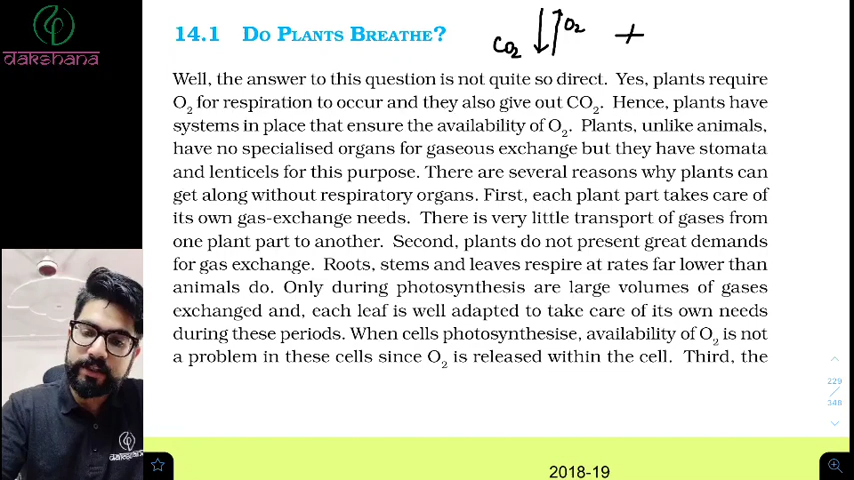 dakshana
14.1 DO PLANTS BREATHE?
CO2 O2 +
Well, the answer to this question is not quite so direct. Yes, plants require
O2 for respiration to occur and they also give out CO2. Hence, plants have
systems in place that ensure the availability of O2. Plants, unlike animals,
have no specialised organs for gaseous exchange but they have stomata
and lenticels for this purpose. There are several reasons why plants can
get along without respiratory organs. First, each plant part takes care of
its own gas-exchange needs. There is very little transport of gases from
one plant part to another. Second, plants do not present great demands
for gas exchange. Roots, stems and leaves respire at rates far lower than
animals do. Only during photosynthesis are large volumes of gases
exchanged and, each leaf is well adapted to take care of its own needs
during these periods. When cells photosynthesise, availability of O2 is not
a problem in these cells since O2 is released within the cell. Third, the
229
/
348
dakshana
2018-19